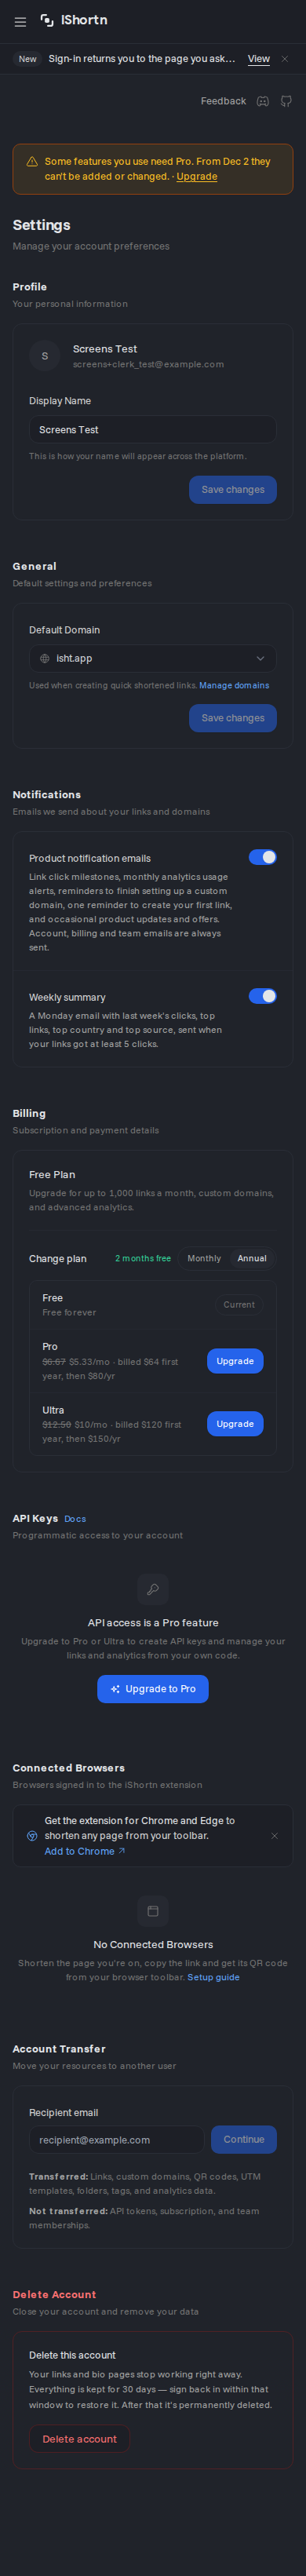 IShortn
New Sign-in returns you to the page you ask… View
Feedback
Some features you use need Pro. From Dec 2 they
can't be added or changed. · Upgrade
Settings
Manage your account preferences
Profile
Your personal information
S
Screens Test
screens+clerk_test@example.com
Display Name
Screens Test
This is how your name will appear across the platform.
Save changes
General
Default settings and preferences
Default Domain
isht.app
Used when creating quick shortened links. Manage domains
Save changes
Notifications
Emails we send about your links and domains
Product notification emails
Link click milestones, monthly analytics usage
alerts, reminders to finish setting up a custom
domain, one reminder to create your first link,
and occasional product updates and offers.
Account, billing and team emails are always
sent.
Weekly summary
A Monday email with last week's clicks, top
links, top country and top source, sent when
your links got at least 5 clicks.
Billing
Subscription and payment details
Free Plan
Upgrade for up to 1,000 links a month, custom domains,
and advanced analytics.
Change plan 2 months free Monthly Annual
Free
Free forever
Current
Pro
$6.67 $5.33/mo · billed $64 first
year, then $80/yr
Upgrade
Ultra
$12.50 $10/mo · billed $120 first
year, then $150/yr
Upgrade
API Keys Docs
Programmatic access to your account
API access is a Pro feature
Upgrade to Pro or Ultra to create API keys and manage your
links and analytics from your own code.
Upgrade to Pro
Connected Browsers
Browsers signed in to the iShortn extension
Get the extension for Chrome and Edge to
shorten any page from your toolbar.
Add to Chrome
No Connected Browsers
Shorten the page you're on, copy the link and get its QR code
from your browser toolbar. Setup guide
Account Transfer
Move your resources to another user
Recipient email
recipient@example.com
Continue
Transferred: Links, custom domains, QR codes, UTM
templates, folders, tags, and analytics data.
Not transferred: API tokens, subscription, and team
memberships.
Delete Account
Close your account and remove your data
Delete this account
Your links and bio pages stop working right away.
Everything is kept for 30 days — sign back in within that
window to restore it. After that it's permanently deleted.
Delete account